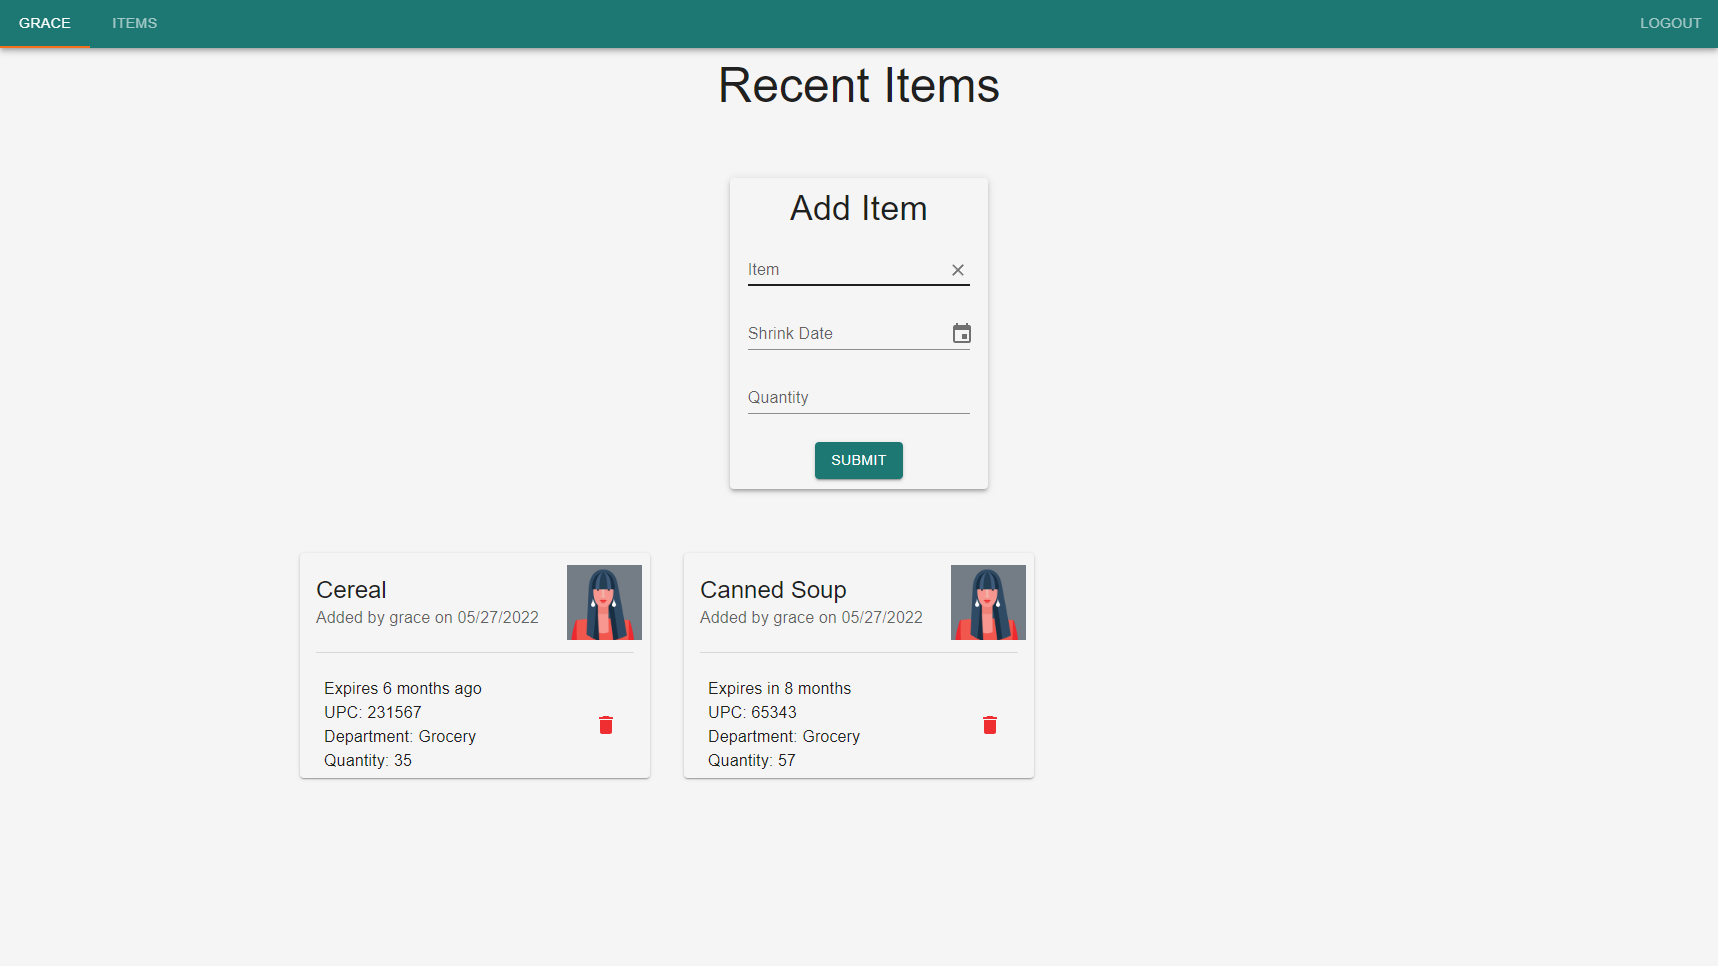 GRACE ITEMS LOGOUT
Recent Items
Add Item
Item
Shrink Date
Quantity
SUBMIT
Cereal
Added by grace on 05/27/2022
Expires 6 months ago
UPC: 231567
Department: Grocery
Quantity: 35
Canned Soup
Added by grace on 05/27/2022
Expires in 8 months
UPC: 65343
Department: Grocery
Quantity: 57